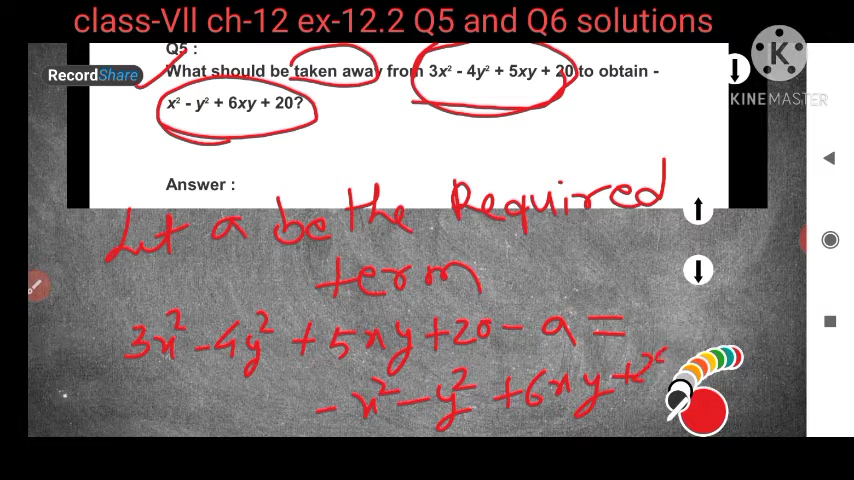 class-Vll ch-12 ex-12.2 Q5 and Q6 solutions
Q5 :
RecordShare
What should be taken away from 3x² - 4y² + 5xy + 20 to obtain -
x² - y² + 6xy + 20?
K
KINEMASTER
Answer :
Let a be the Required
term
3x² - 4y² + 5xy + 20 - a =
- x² - y² + 6xy +